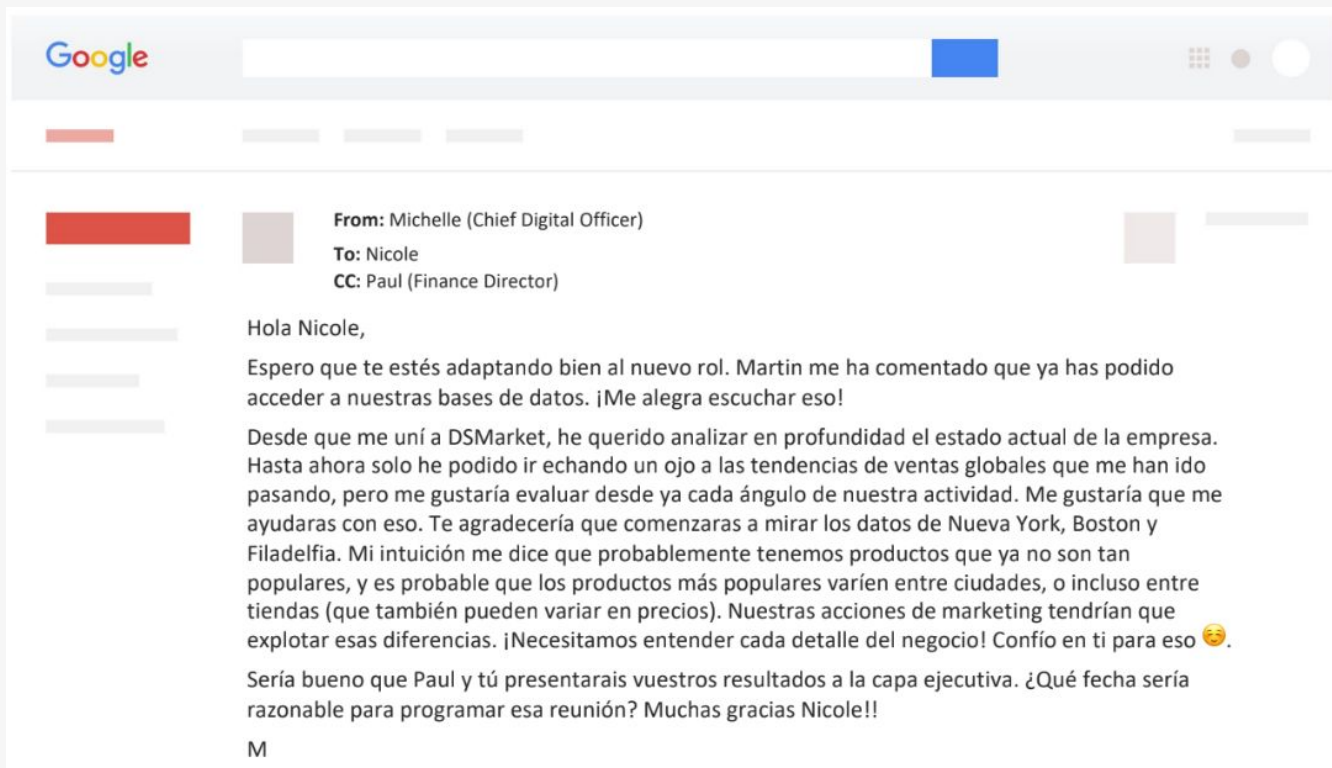 Google
From: Michelle (Chief Digital Officer)
To: Nicole
CC: Paul (Finance Director)
Hola Nicole,
Espero que te estés adaptando bien al nuevo rol. Martin me ha comentado que ya has podido
acceder a nuestras bases de datos. ¡Me alegra escuchar eso!
Desde que me uní a DSMarket, he querido analizar en profundidad el estado actual de la empresa.
Hasta ahora solo he podido ir echando un ojo a las tendencias de ventas globales que me han ido
pasando, pero me gustaría evaluar desde ya cada ángulo de nuestra actividad. Me gustaría que me
ayudaras con eso. Te agradecería que comenzaras a mirar los datos de Nueva York, Boston y
Filadelfia. Mi intuición me dice que probablemente tenemos productos que ya no son tan
populares, y es probable que los productos más populares varíen entre ciudades, o incluso entre
tiendas (que también pueden variar en precios). Nuestras acciones de marketing tendrían que
explotar esas diferencias. ¡Necesitamos entender cada detalle del negocio! Confío en ti para eso ☺️.
Sería bueno que Paul y tú presentarais vuestros resultados a la capa ejecutiva. ¿Qué fecha sería
razonable para programar esa reunión? Muchas gracias Nicole!!
M